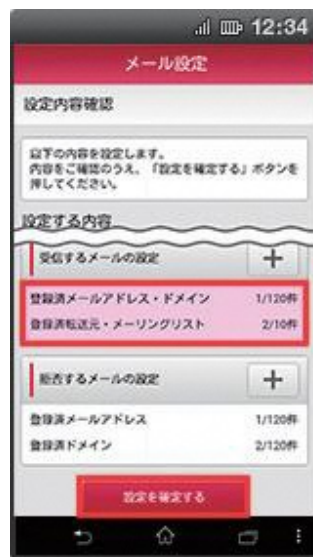 12:34
メール設定
設定内容確認
以下の内容を設定します。
内容をご確認のうえ、「設定を確定する」ボタンを
押してください。
設定する内容
受信するメールの設定 +
登録済メールアドレス・ドメイン 1/120件
登録済転送元・メーリングリスト 2/10件
拒否するメールの設定 +
登録済メールアドレス 1/120件
登録済ドメイン 2/120件
設定を確定する